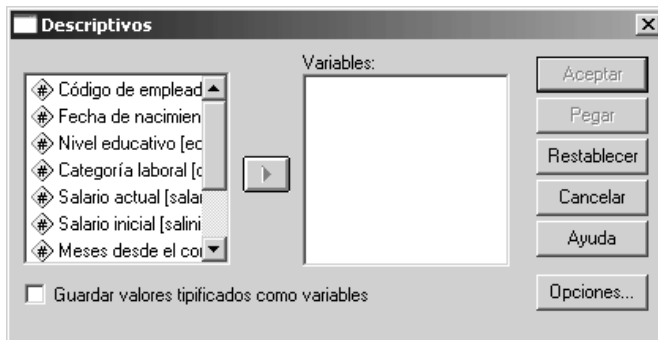 Descriptivos
Código de emplead
Fecha de nacimien
Nivel educativo [ed
Categoría laboral [c
Salario actual [salar
Salario inicial [salini
Meses desde el con
Variables:
Aceptar
Pegar
Restablecer
Cancelar
Ayuda
Opciones...
Guardar valores tipificados como variables